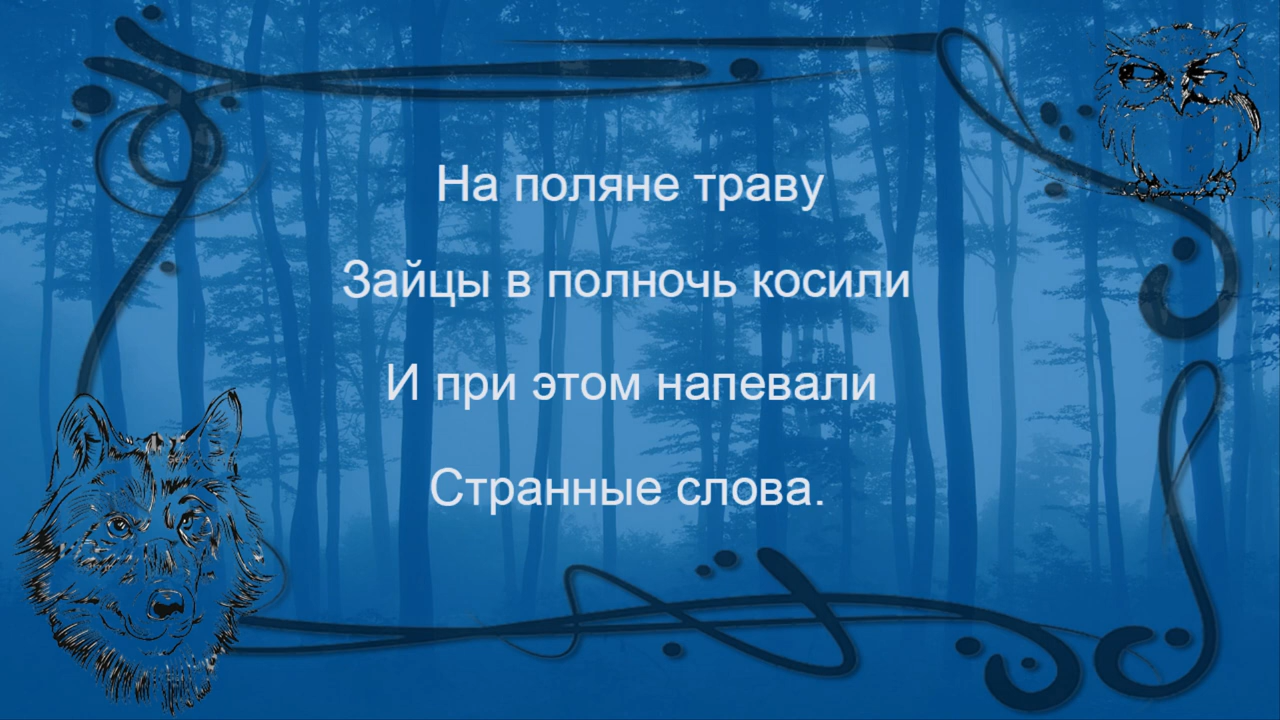 На поляне траву
Зайцы в полночь косили
И при этом напевали
Странные слова.